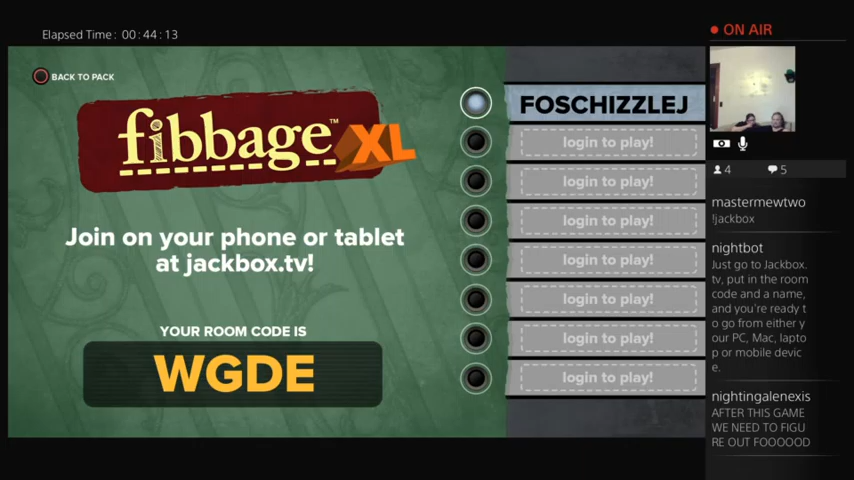 Elapsed Time: 00:44:13
ON AIR
BACK TO PACK
fibbage XL
TM
Join on your phone or tablet
at jackbox.tv!
YOUR ROOM CODE IS
WGDE
FOSCHIZZLEJ
login to play!
login to play!
login to play!
login to play!
login to play!
login to play!
login to play!
4
5
mastermewtwo
!jackbox
nightbot
Just go to Jackbox.
tv, put in the room
code and a name,
and you're ready t
o go from either y
our PC, Mac, lapto
p or mobile devic
e.
nightingalenexis
AFTER THIS GAME
WE NEED TO FIGU
RE OUT FOOOOOD